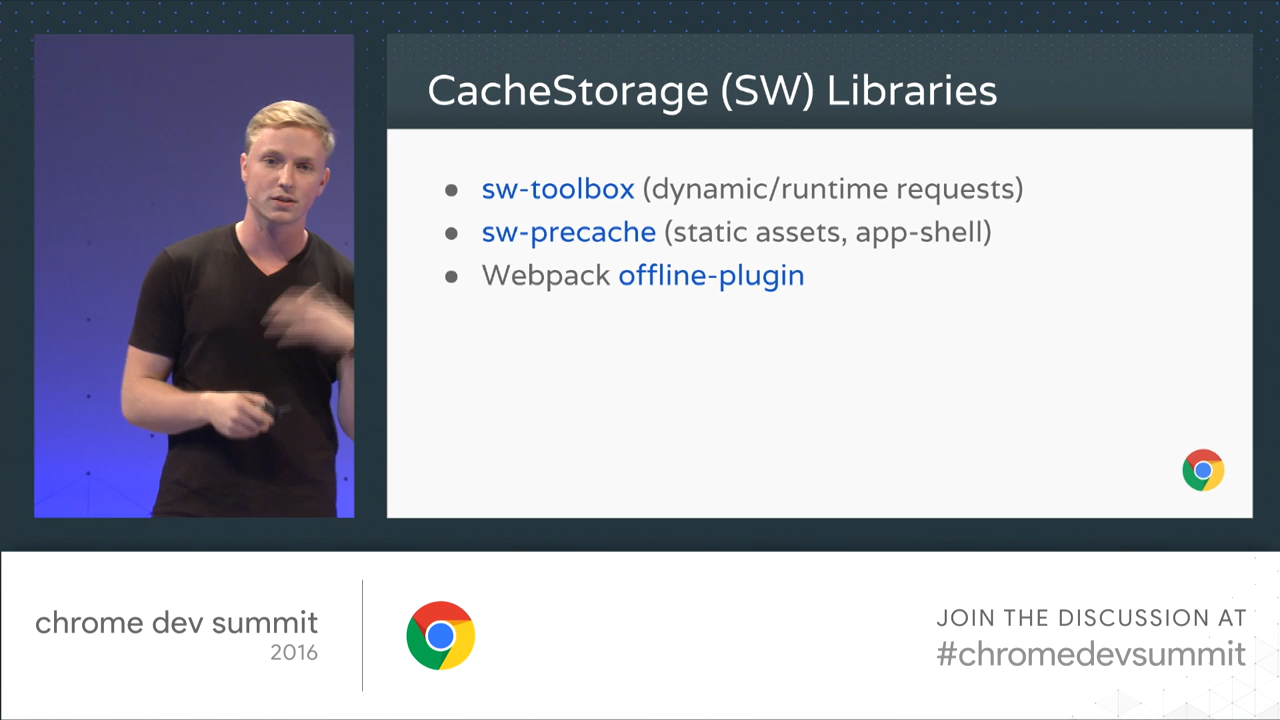 CacheStorage (SW) Libraries
● sw-toolbox (dynamic/runtime requests)
● sw-precache (static assets, app-shell)
● Webpack offline-plugin
chrome dev summit
2016
JOIN THE DISCUSSION AT
#chromedevsummit